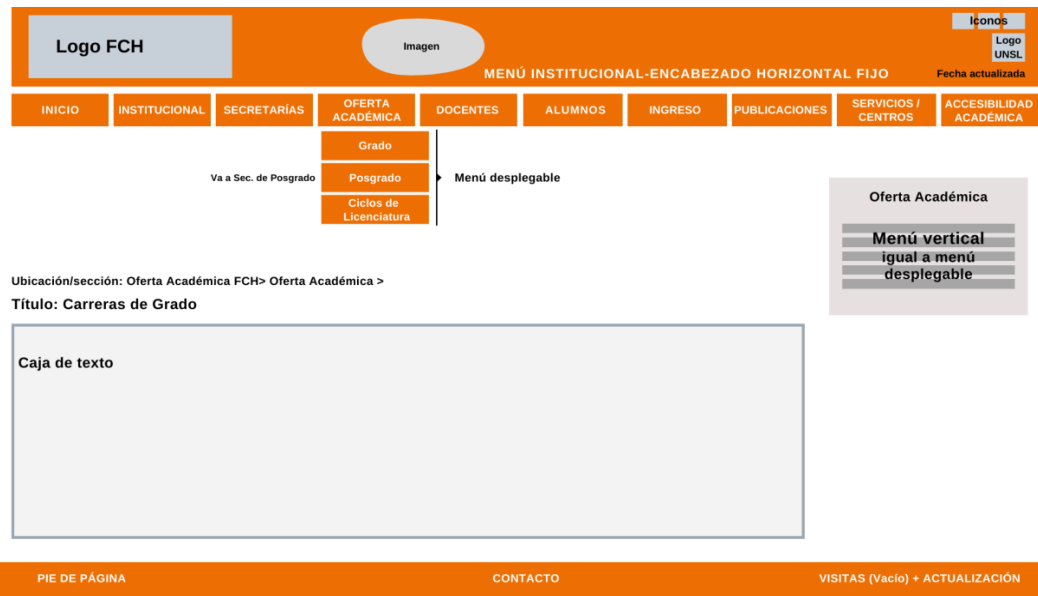 Logo FCH
Imagen
Iconos
Logo
UNSL
MENÚ INSTITUCIONAL-ENCABEZADO HORIZONTAL FIJO
Fecha actualizada
INICIO
INSTITUCIONAL
SECRETARÍAS
OFERTA
ACADÉMICA
DOCENTES
ALUMNOS
INGRESO
PUBLICACIONES
SERVICIOS /
CENTROS
ACCESIBILIDAD
ACADÉMICA
Grado
Va a Sec. de Posgrado
Posgrado
Menú desplegable
Ciclos de
Licenciatura
Oferta Académica
Menú vertical
igual a menú
desplegable
Ubicación/sección: Oferta Académica FCH> Oferta Académica >
Título: Carreras de Grado
Caja de texto
PIE DE PÁGINA
CONTACTO
VISITAS (Vacío) + ACTUALIZACIÓN